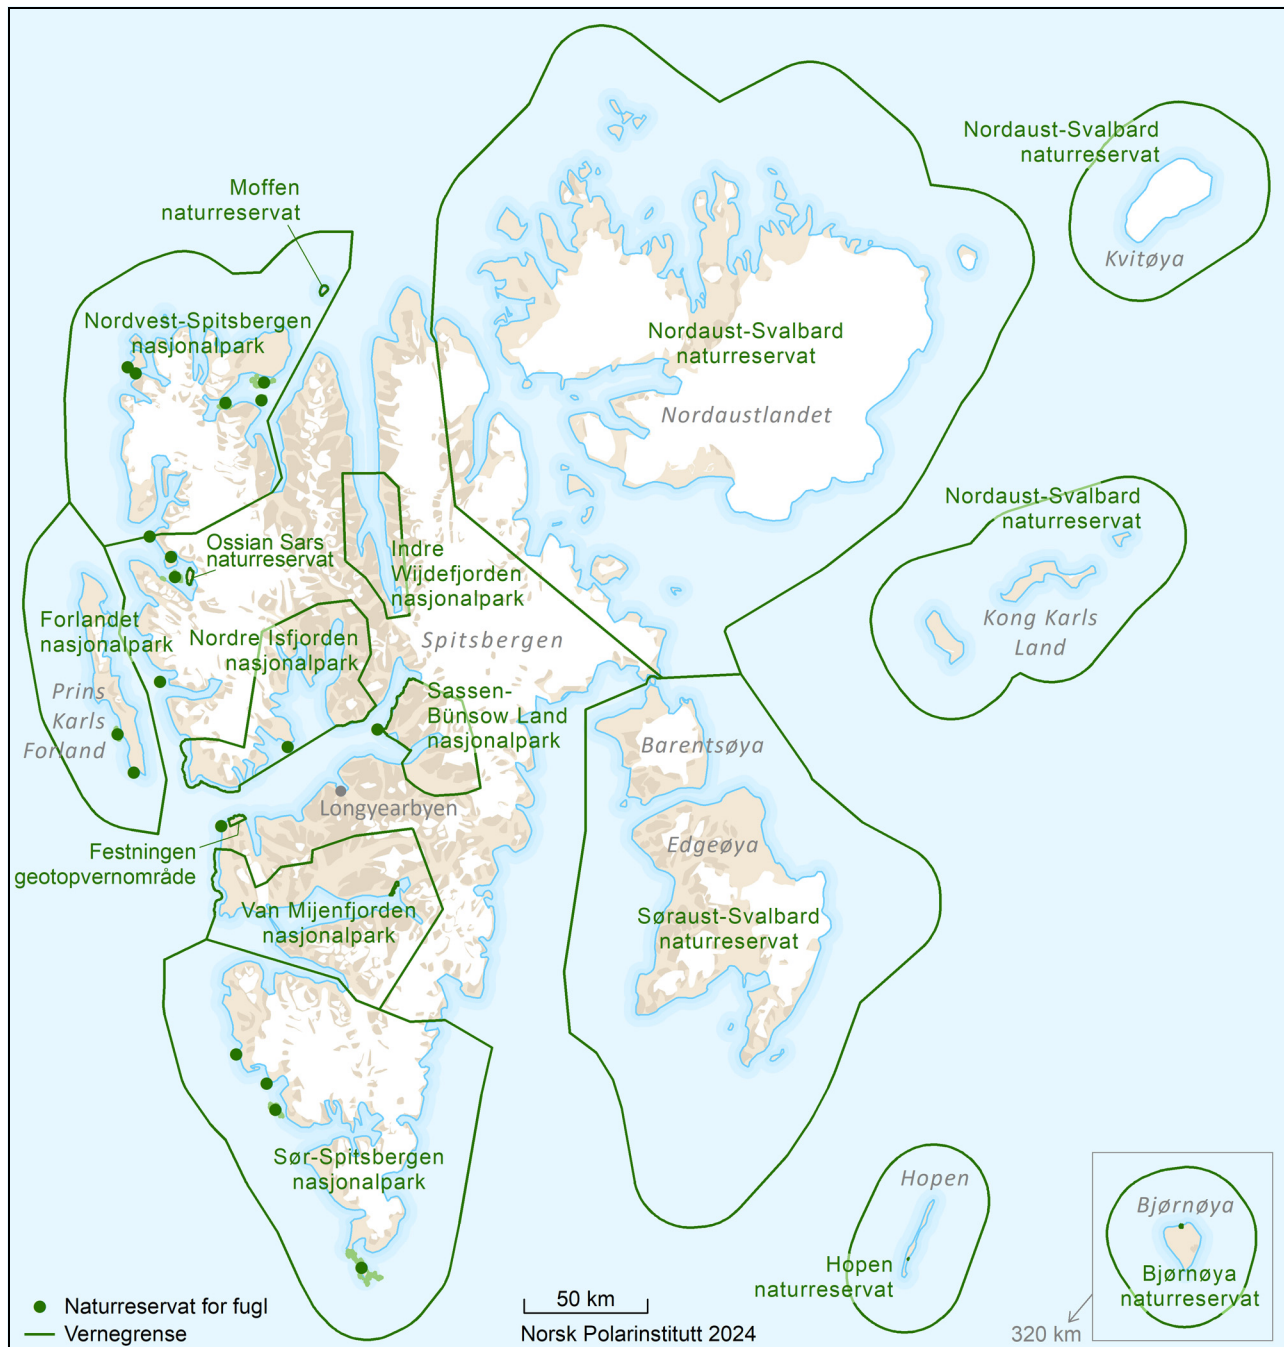 Nordaust-Svalbard
naturreservat
Moffen
naturreservat
Kvitøya
Nordvest-Spitsbergen
nasjonalpark
Nordaust-Svalbard
naturreservat
Nordaustlandet
Nordaust-Svalbard
naturreservat
Ossian Sars
naturreservat
Indre
Wijdefjorden
nasjonalpark
Forlandet
nasjonalpark
Nordre Isfjorden
nasjonalpark
Spitsbergen
Kong Karls
Land
Prins
Karls
Forland
Sassen-
Bünsow Land
nasjonalpark
Barentsøya
Longyearbyen
Edgeøya
Festningen
geotopvernområde
Van Mijenfjorden
nasjonalpark
Søraust-Svalbard
naturreservat
Sør-Spitsbergen
nasjonalpark
Hopen
Hopen
naturreservat
Bjørnøya
Bjørnøya
naturreservat
320 km
Naturreservat for fugl
Vernegrense
50 km
Norsk Polarinstitutt 2024